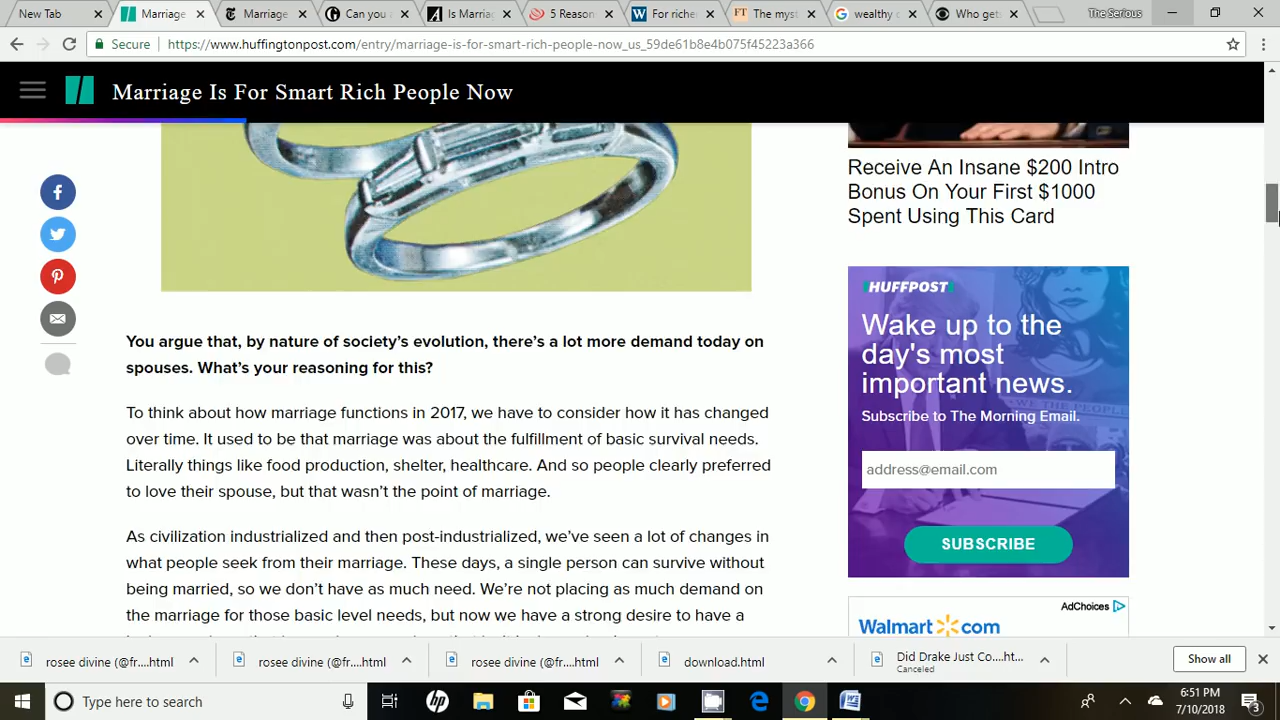 New Tab
Marriage
Marriage
Can you a
Is Marriag
5 Reason
For richer
The myst
wealthy c
Who gets
The Serious
Secure
https://www.huffingtonpost.com/entry/marriage-is-for-smart-rich-people-now_us_59de61b8e4b075f45223a366
Marriage Is For Smart Rich People Now
Receive An Insane $200 Intro
Bonus On Your First $1000
Spent Using This Card
You argue that, by nature of society’s evolution, there’s a lot more demand today on
spouses. What’s your reasoning for this?
To think about how marriage functions in 2017, we have to consider how it has changed
over time. It used to be that marriage was about the fulfillment of basic survival needs.
Literally things like food production, shelter, healthcare. And so people clearly preferred
to love their spouse, but that wasn’t the point of marriage.
As civilization industrialized and then post-industrialized, we’ve seen a lot of changes in
what people seek from their marriage. These days, a single person can survive without
being married, so we don’t have as much need. We’re not placing as much demand on
the marriage for those basic level needs, but now we have a strong desire to have a
HUFFPOST
Wake up to the
day's most
important news.
Subscribe to The Morning Email.
address@email.com
SUBSCRIBE
AdChoices
Walmart
.com
rosee divine (@fr....html
rosee divine (@fr....html
rosee divine (@fr....html
download.html
Did Drake Just Co....ht...
Canceled
Show all
Type here to search
6:51 PM
7/10/2018
3